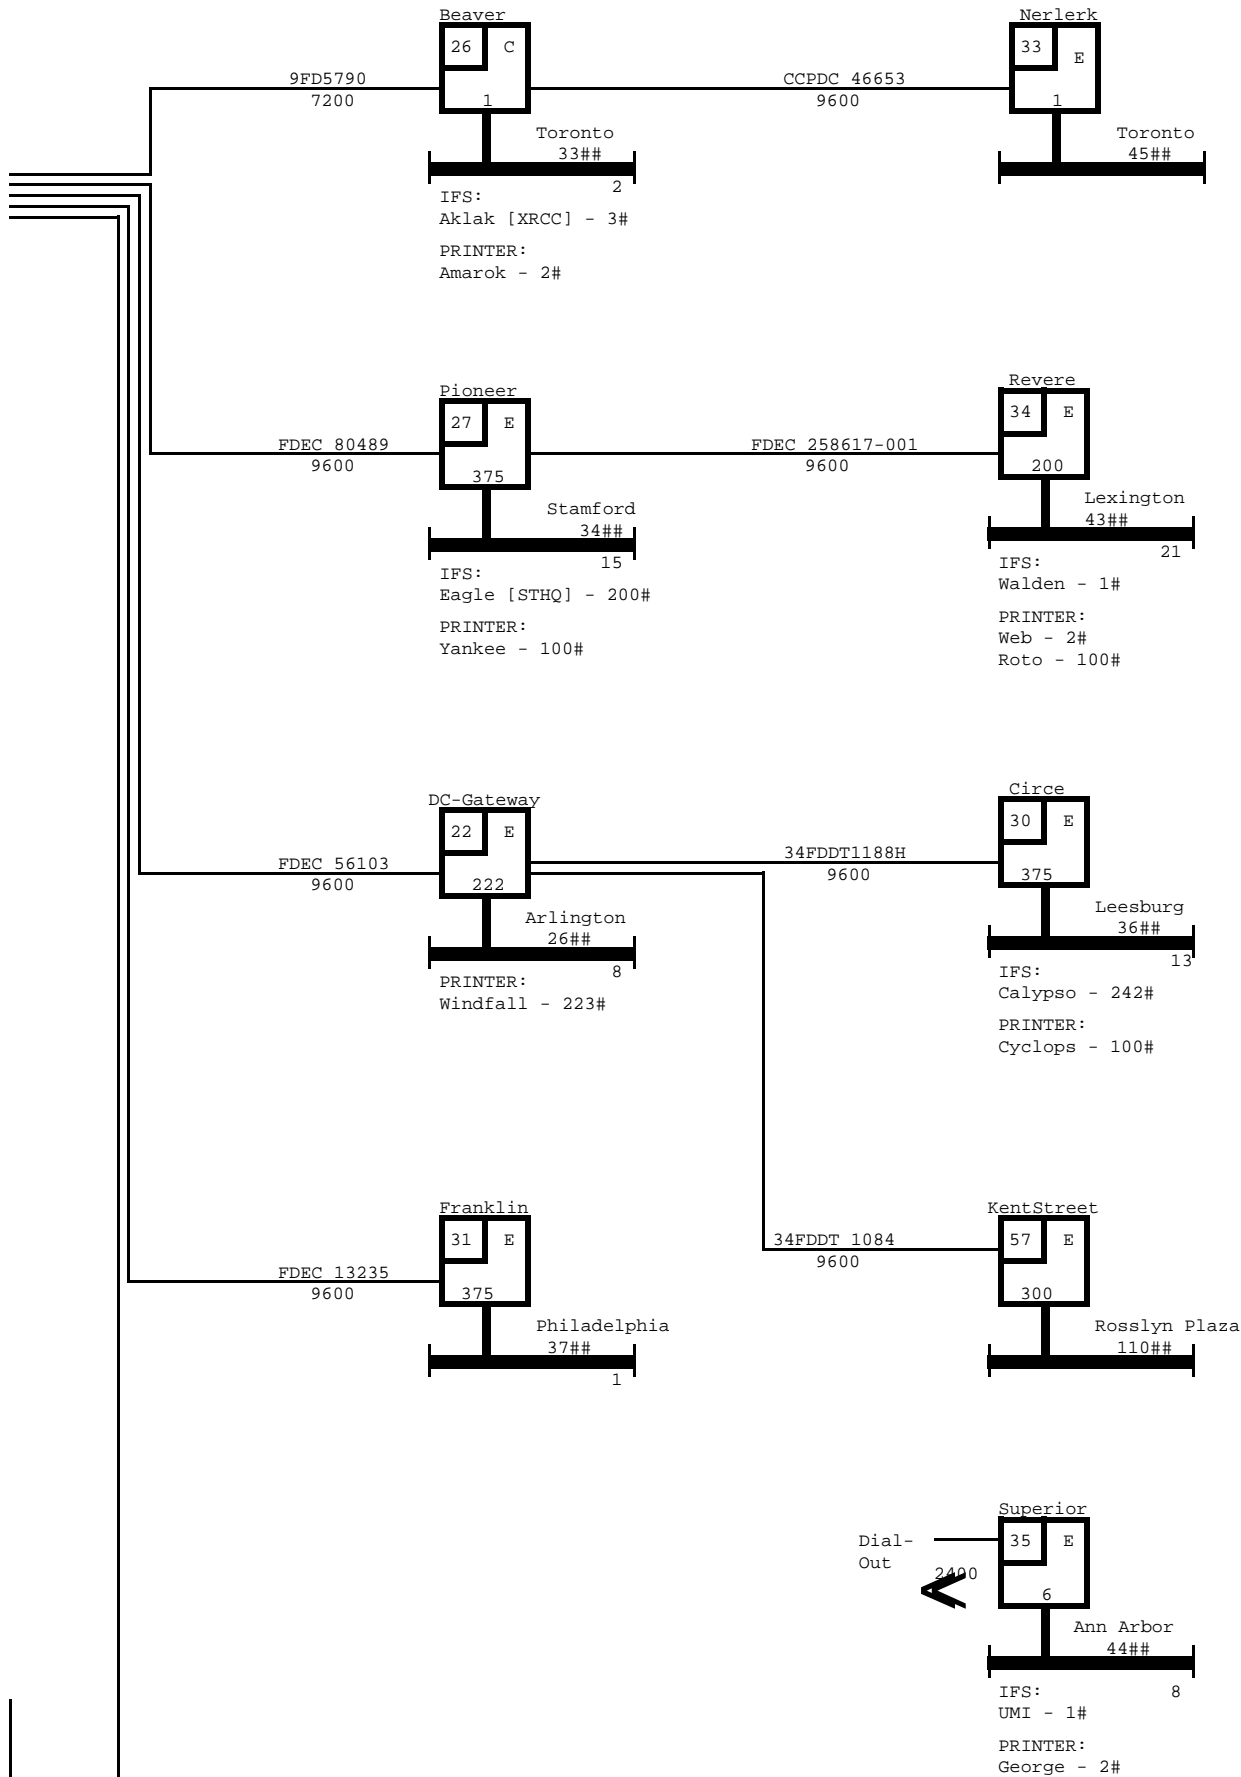 Beaver
26 C
9FD5790
7200
1
Toronto
33##
2
IFS:
Aklak [XRCC] - 3#
PRINTER:
Amarok - 2#
Nerlerk
33 E
CCPDC 46653
9600
1
Toronto
45##
Pioneer
27 E
FDEC 80489
9600
375
Stamford
34##
15
IFS:
Eagle [STHQ] - 200#
PRINTER:
Yankee - 100#
Revere
34 E
FDEC 258617-001
9600
200
Lexington
43##
21
IFS:
Walden - 1#
PRINTER:
Web - 2#
Roto - 100#
DC-Gateway
22 E
FDEC 56103
9600
222
Arlington
26##
8
PRINTER:
Windfall - 223#
Circe
30 E
34FDDT1188H
9600
375
Leesburg
36##
13
IFS:
Calypso - 242#
PRINTER:
Cyclops - 100#
Franklin
31 E
FDEC 13235
9600
375
Philadelphia
37##
1
KentStreet
57 E
34FDDT 1084
9600
300
Rosslyn Plaza
110##
Superior
35 E
Dial-
Out
2400
6
Ann Arbor
44##
8
IFS:
UMI - 1#
PRINTER:
George - 2#